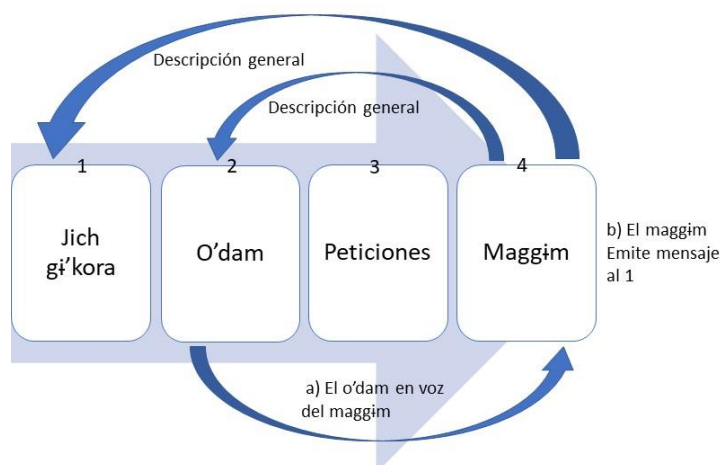 Descripción general
Descripción general
1
2
3
4
Jich
gɨ’kora
O’dam
Peticiones
Maggɨm
b) El maggɨm
Emite mensaje
al 1
a) El o’dam en voz
del maggɨm